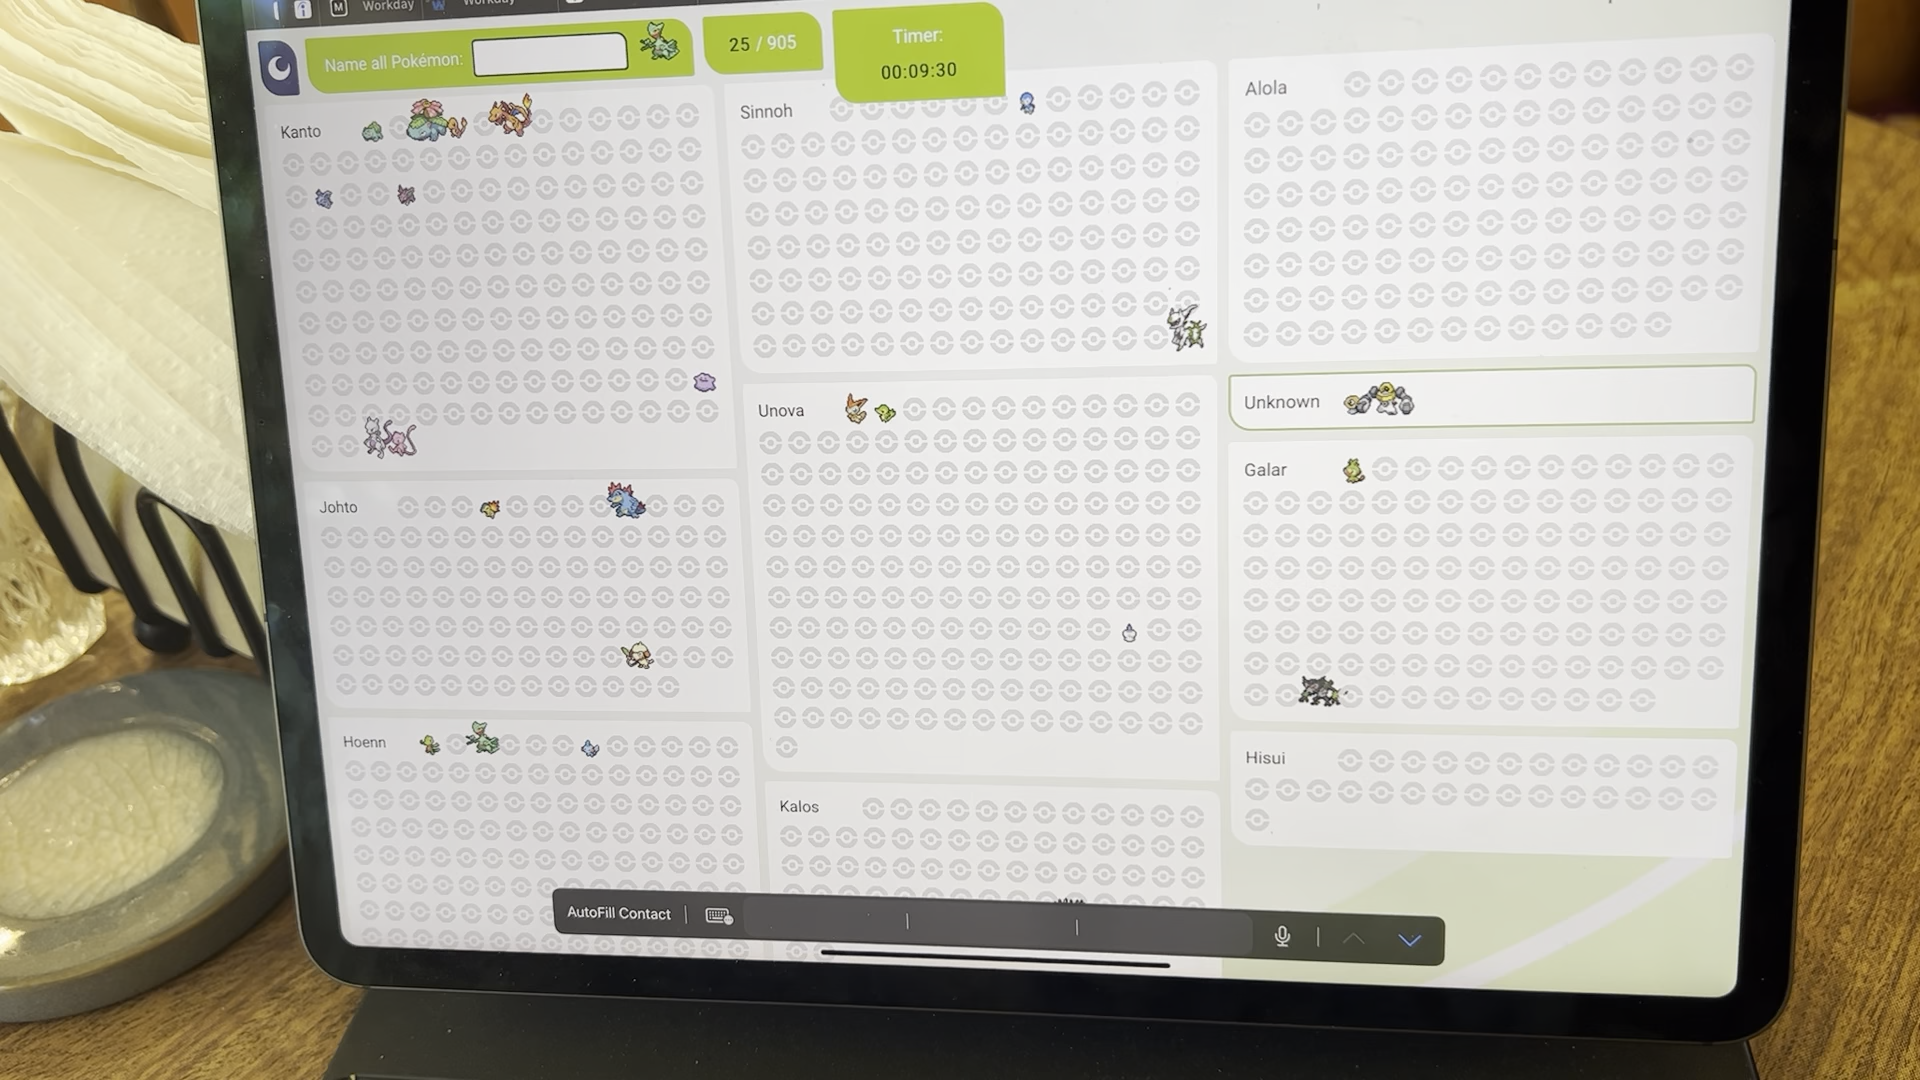 Workday
Workday
Name all Pokémon:
25 / 905
Timer:
00:09:30
Kanto
Sinnoh
Alola
Unova
Unknown
Galar
Johto
Hoenn
Kalos
Hisui
AutoFill Contact